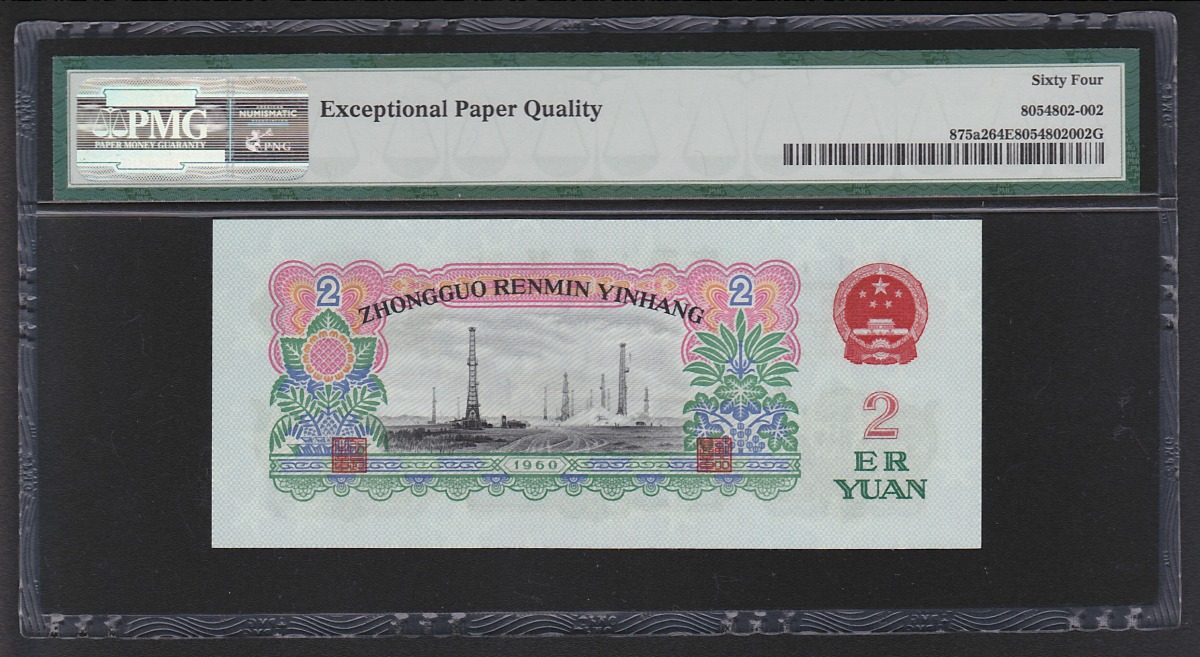 PMG
PAPER MONEY GUARANTY
NUMISMATIC
PNG
Exceptional Paper Quality
Sixty Four
8054802-002
875a264E8054802002G
2
ZHONGGUO RENMIN YINHANG
2
1960
2
ER
YUAN